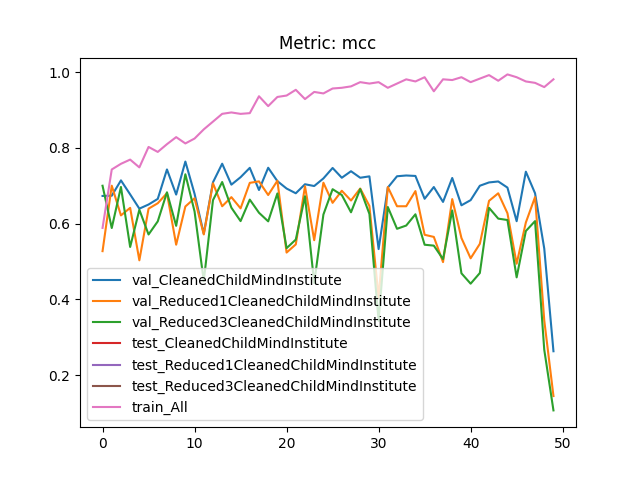 Metric: mcc
1.0
0.8
0.6
0.4
0.2
val_CleanedChildMindInstitute
val_Reduced1CleanedChildMindInstitute
val_Reduced3CleanedChildMindInstitute
test_CleanedChildMindInstitute
test_Reduced1CleanedChildMindInstitute
test_Reduced3CleanedChildMindInstitute
train_All
0 10 20 30 40 50